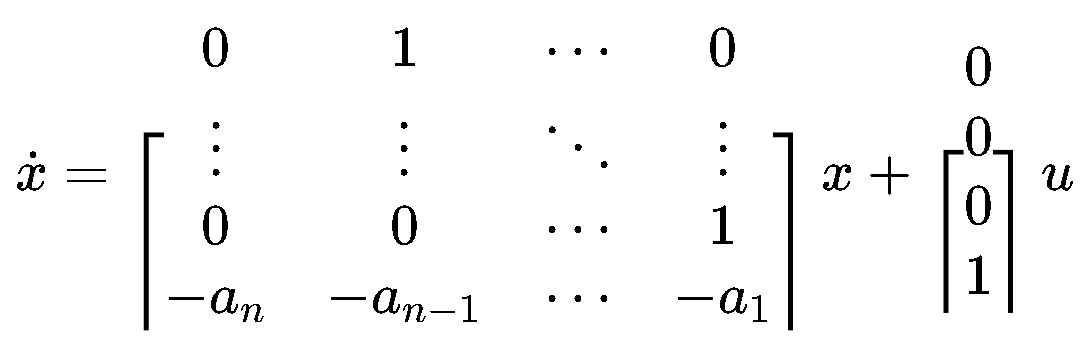 ẋ = ⎡ 0 1 ⋯ 0 ⎤ x + ⎡ 0 ⎤ u
⋮ ⋮ ⋱ ⋮ 0
0 0 ⋯ 1 0
−aₙ −aₙ₋₁ ⋯ −a₁ 1